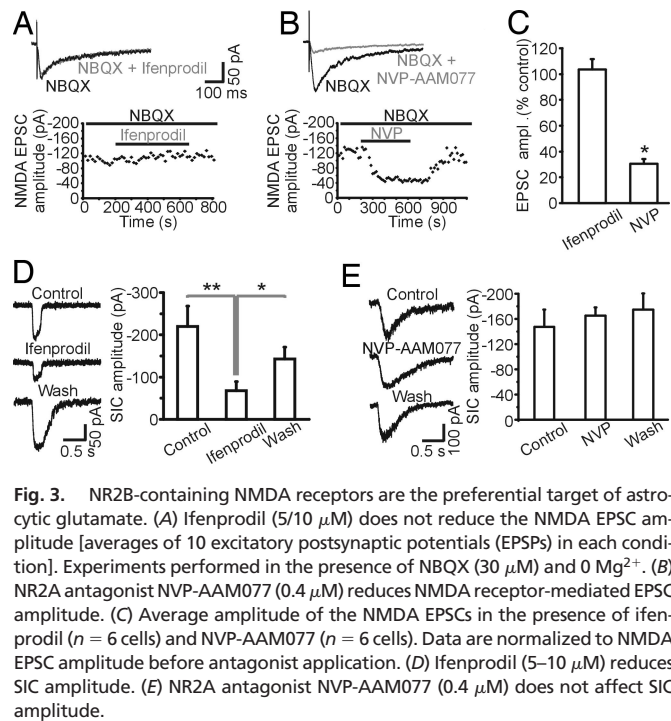 A
NBQX + Ifenprodil
NBQX
50 pA
100 ms
NMDA EPSC amplitude (pA)
-200
-160
-120
-80
-40
0
NBQX
Ifenprodil
0 200 400 600 800
Time (s)
B
NBQX +
NVP-AAM077
NBQX
NMDA EPSC amplitude (pA)
-200
-160
-120
-80
-40
0
NBQX
NVP
0 300 600 900
Time (s)
C
EPSC ampl. (% control)
120
100
80
60
40
20
0
*
Ifenprodil
NVP
D
Control
Ifenprodil
Wash
0.5 s
50 pA
SIC amplitude (pA)
-300
-200
-100
0
** *
Control
Ifenprodil
Wash
E
Control
NVP-AAM077
Wash
0.5 s
100 pA
SIC amplitude (pA)
-200
-160
-120
-80
-40
0
Control
NVP
Wash
Fig. 3. NR2B-containing NMDA receptors are the preferential target of astro-
cytic glutamate. (A) Ifenprodil (5/10 μM) does not reduce the NMDA EPSC am-
plitude [averages of 10 excitatory postsynaptic potentials (EPSPs) in each condi-
tion]. Experiments performed in the presence of NBQX (30 μM) and 0 Mg2+. (B)
NR2A antagonist NVP-AAM077 (0.4 μM) reduces NMDA receptor-mediated EPSC
amplitude. (C) Average amplitude of the NMDA EPSCs in the presence of ifen-
prodil (n = 6 cells) and NVP-AAM077 (n = 6 cells). Data are normalized to NMDA
EPSC amplitude before antagonist application. (D) Ifenprodil (5–10 μM) reduces
SIC amplitude. (E) NR2A antagonist NVP-AAM077 (0.4 μM) does not affect SIC
amplitude.